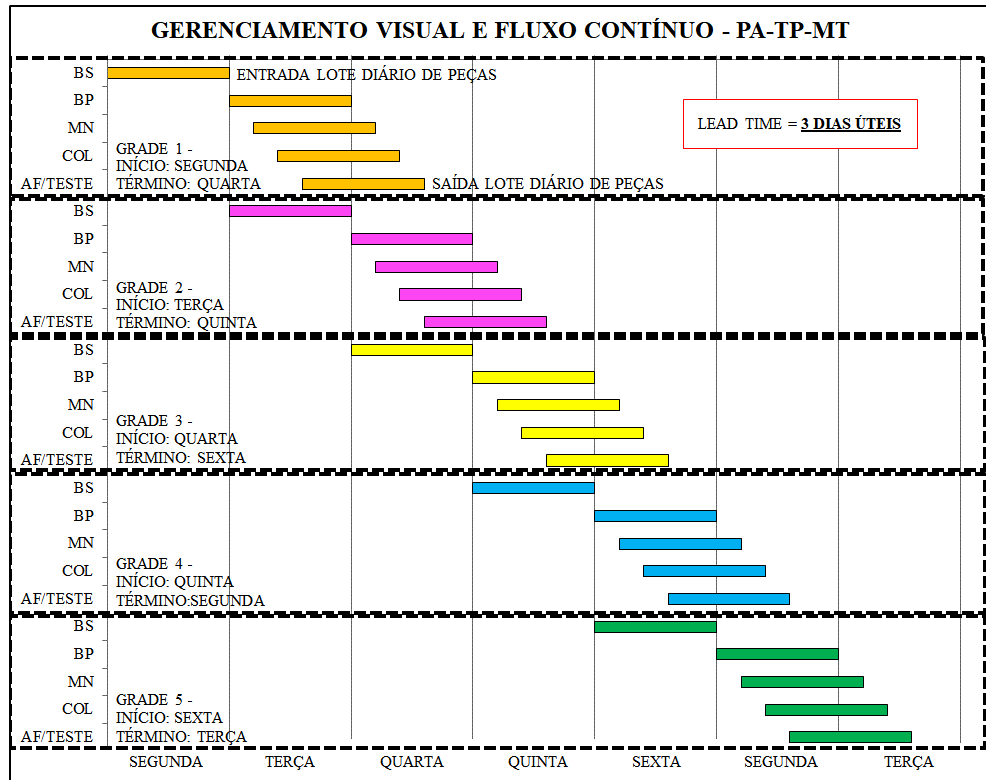 GERENCIAMENTO VISUAL E FLUXO CONTÍNUO - PA-TP-MT
BS
ENTRADA LOTE DIÁRIO DE PEÇAS
BP
LEAD TIME = 3 DIAS ÚTEIS
MN
GRADE 1 -
COL
INÍCIO: SEGUNDA
AF/TESTE
TÉRMINO: QUARTA
SAÍDA LOTE DIÁRIO DE PEÇAS
BS
BP
MN
GRADE 2 -
COL
INÍCIO: TERÇA
AF/TESTE
TÉRMINO: QUINTA
BS
BP
MN
GRADE 3 -
COL
INÍCIO: QUARTA
AF/TESTE
TÉRMINO: SEXTA
BS
BP
MN
GRADE 4 -
COL
INÍCIO: QUINTA
AF/TESTE
TÉRMINO:SEGUNDA
BS
BP
MN
GRADE 5 -
COL
INÍCIO: SEXTA
AF/TESTE
TÉRMINO: TERÇA
SEGUNDA TERÇA QUARTA QUINTA SEXTA SEGUNDA TERÇA